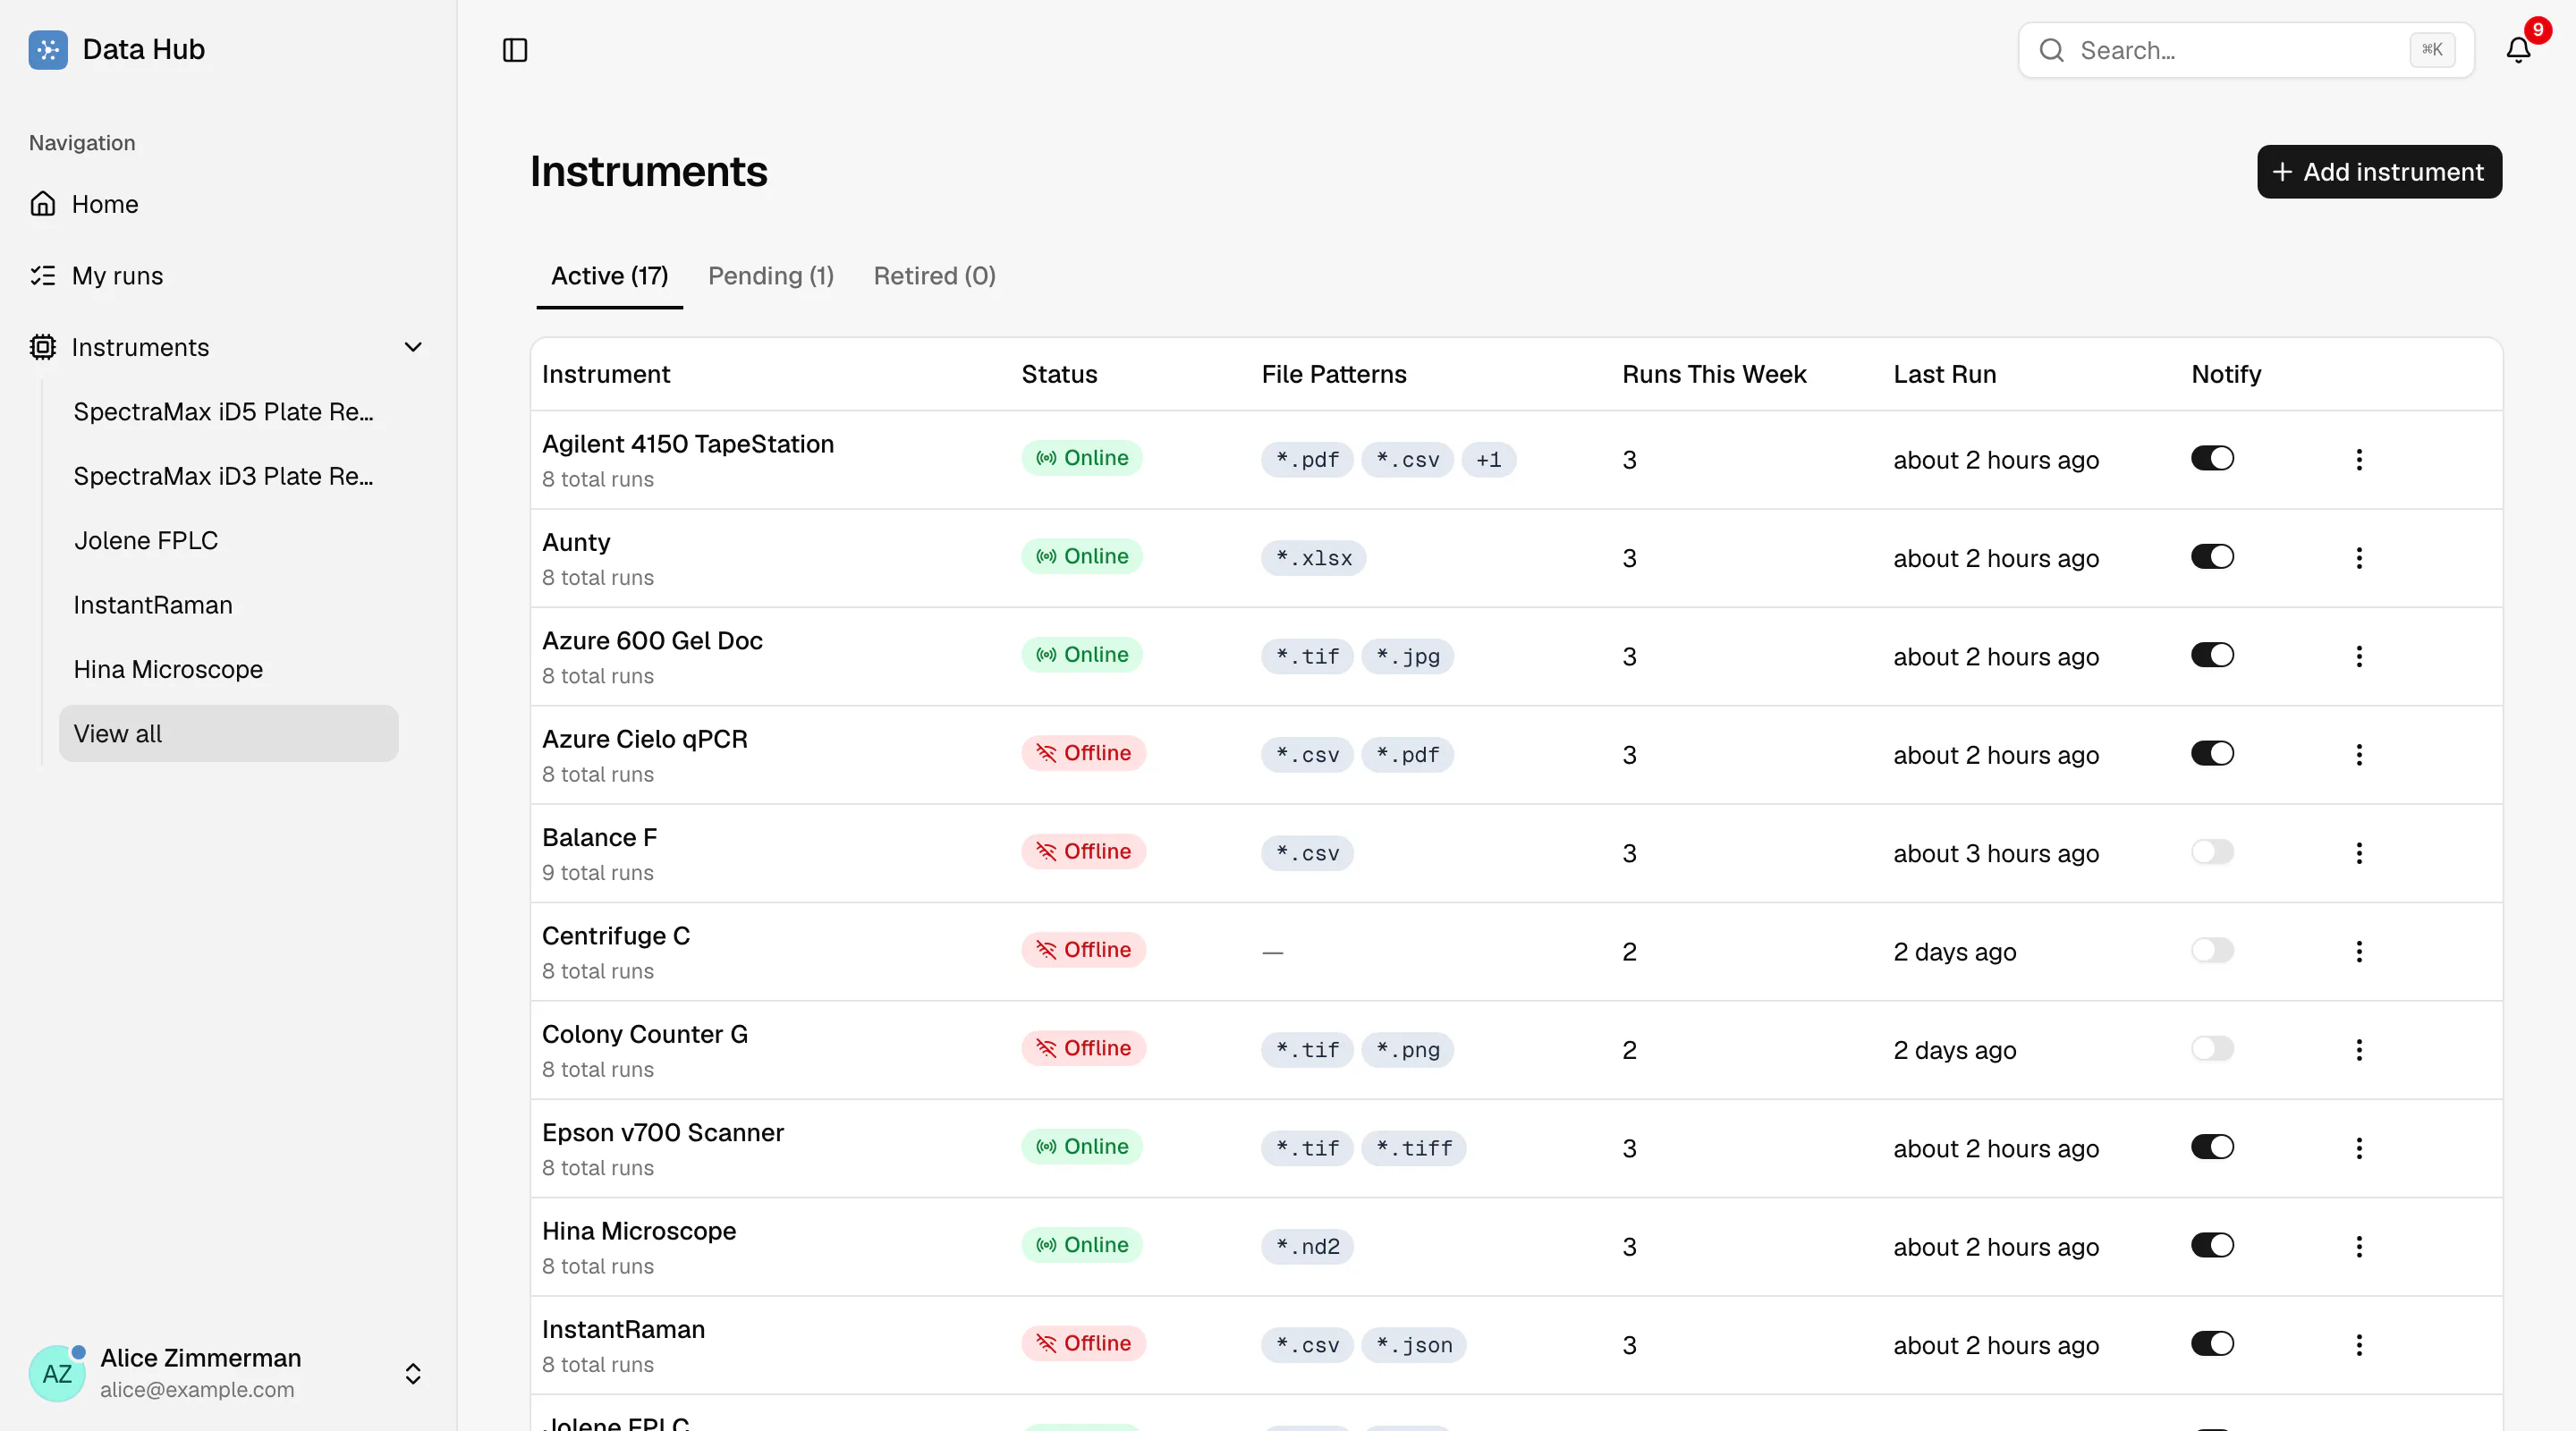 Data Hub
Search...
⌘K
9
Navigation
Home
My runs
Instruments
SpectraMax iD5 Plate Re...
SpectraMax iD3 Plate Re...
Jolene FPLC
InstantRaman
Hina Microscope
View all
AZ
Alice Zimmerman
alice@example.com
Instruments
+ Add instrument
Active (17) Pending (1) Retired (0)
Instrument Status File Patterns Runs This Week Last Run Notify
Agilent 4150 TapeStation
8 total runs
Online *.pdf *.csv +1 3 about 2 hours ago
Aunty
8 total runs
Online *.xlsx 3 about 2 hours ago
Azure 600 Gel Doc
8 total runs
Online *.tif *.jpg 3 about 2 hours ago
Azure Cielo qPCR
8 total runs
Offline *.csv *.pdf 3 about 2 hours ago
Balance F
9 total runs
Offline *.csv 3 about 3 hours ago
Centrifuge C
8 total runs
Offline — 2 2 days ago
Colony Counter G
8 total runs
Offline *.tif *.png 2 2 days ago
Epson v700 Scanner
8 total runs
Online *.tif *.tiff 3 about 2 hours ago
Hina Microscope
8 total runs
Online *.nd2 3 about 2 hours ago
InstantRaman
8 total runs
Offline *.csv *.json 3 about 2 hours ago
Jolene FPLC